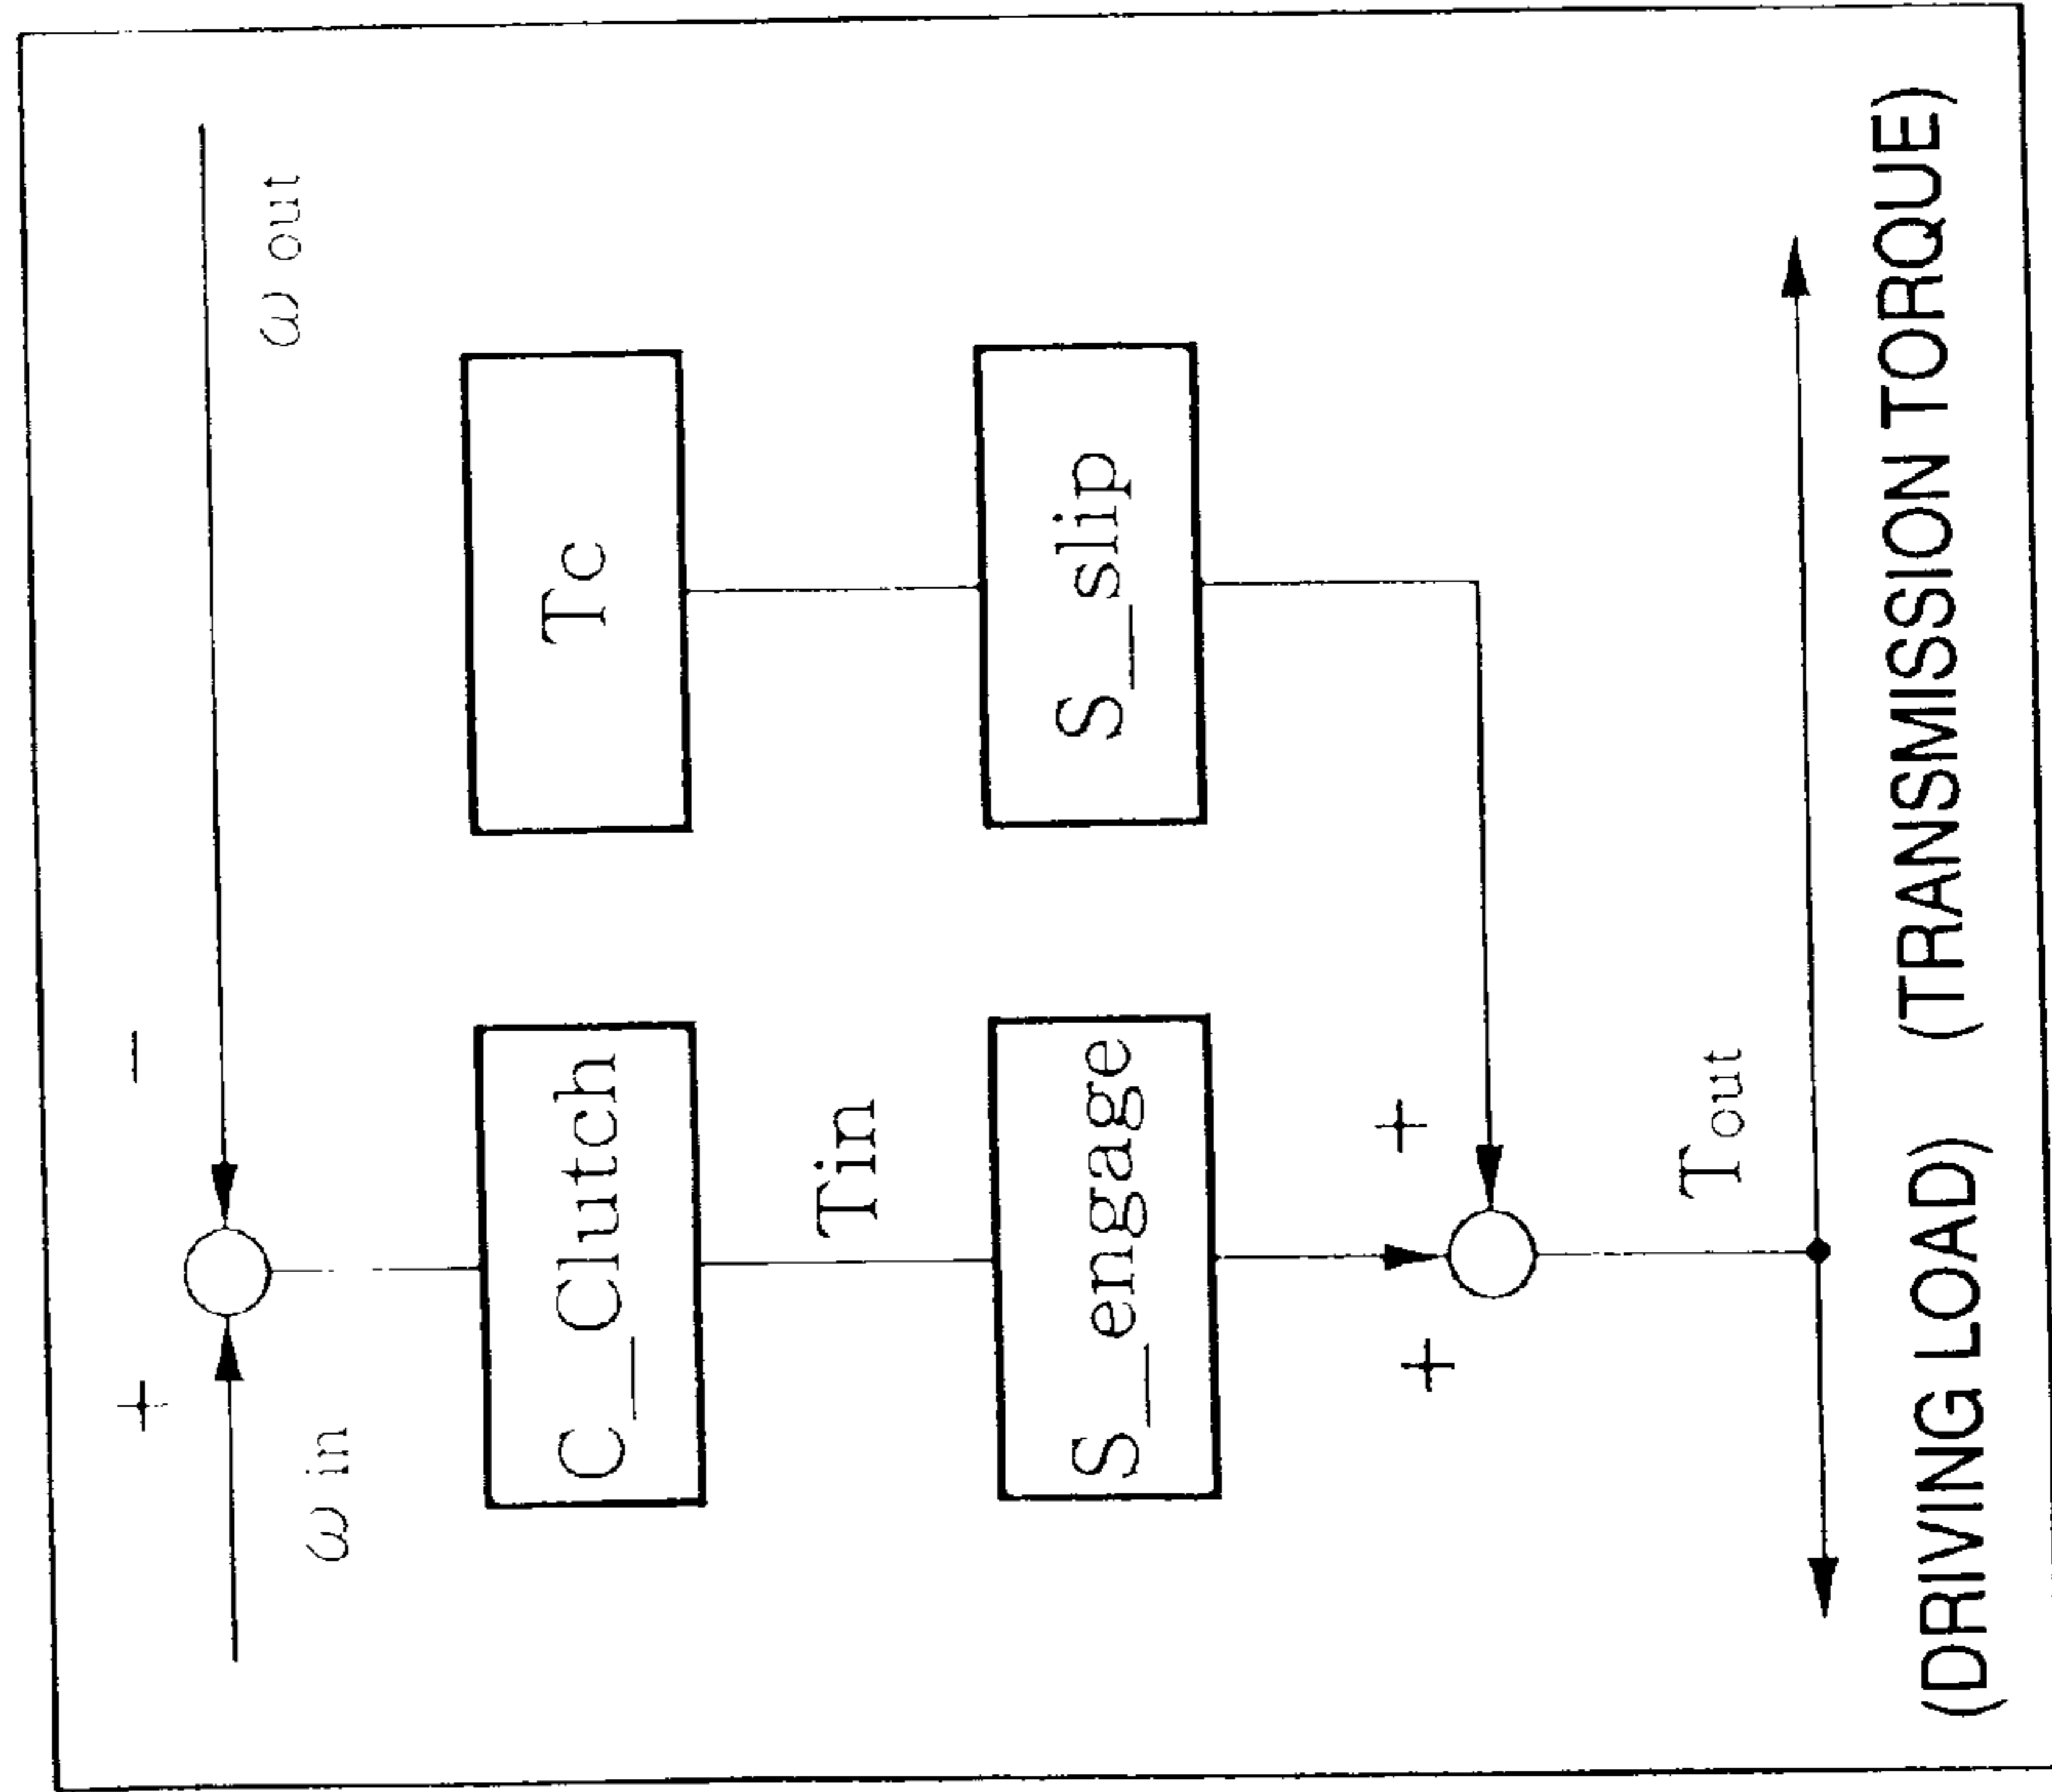 + −
ω in ω out
C_Clutch Tc
Tin
S_engage S_slip
+ +
Tout
(DRIVING LOAD) (TRANSMISSION TORQUE)